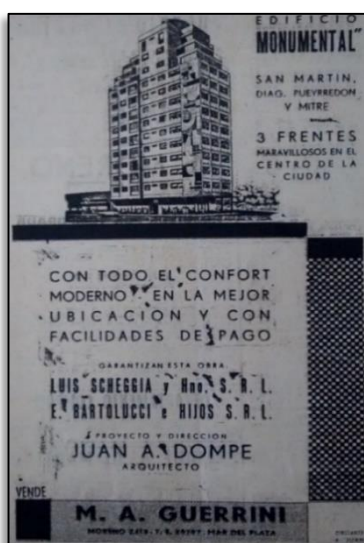 EDIFICIO
MONUMENTAL"
SAN MARTIN,
DIAG. PUEYRREDON
Y MITRE
3 FRENTES
MARAVILLOSOS EN EL
CENTRO DE LA
CIUDAD
CON TODO EL CONFORT
MODERNO EN LA MEJOR
UBICACION Y CON
FACILIDADES DE PAGO
GARANTIZAN ESTA OBRA
LUIS SCHEGGIA y Hno. S. R. L.
E. BARTOLUCCI e HIJOS S. R. L.
PROYECTO Y DIRECCION
JUAN A. DOMPE
ARQUITECTO
VENDE
M. A. GUERRINI
MORENO T. E. MAR DEL PLATA